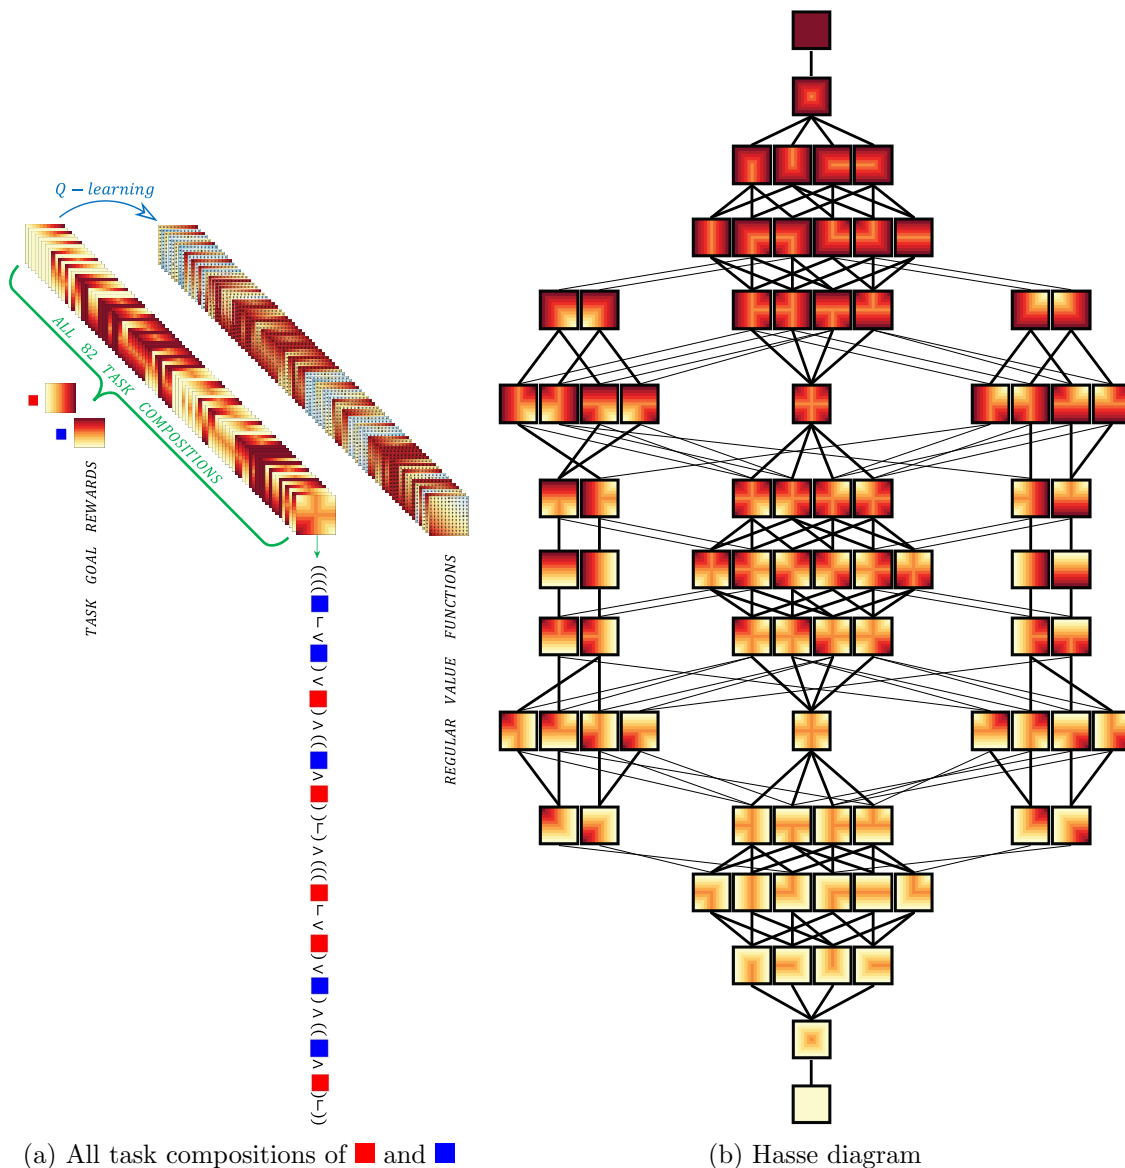 Q − learning
ALL 82 TASK COMPOSITIONS
TASK GOAL REWARDS
REGULAR VALUE FUNCTIONS
(a) All task compositions of and
(b) Hasse diagram